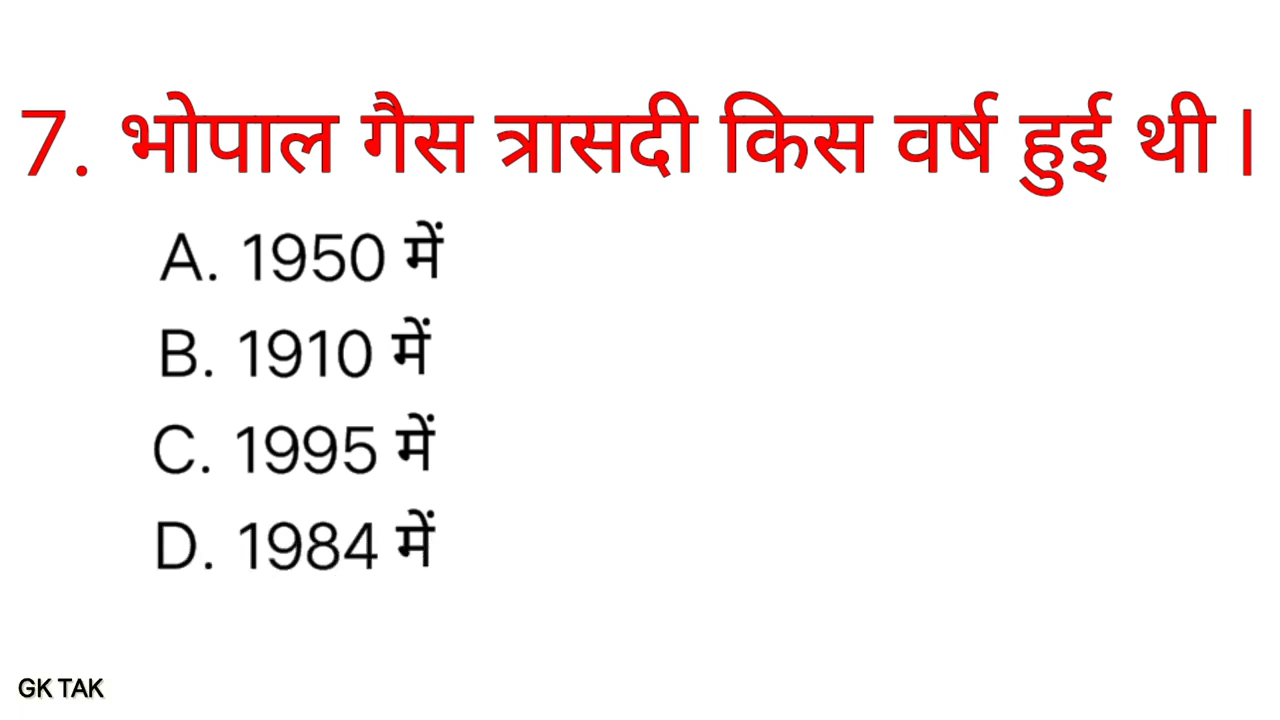 7. भोपाल गैस त्रासदी किस वर्ष हुई थी |
A. 1950 में
B. 1910 में
C. 1995 में
D. 1984 में
GK TAK